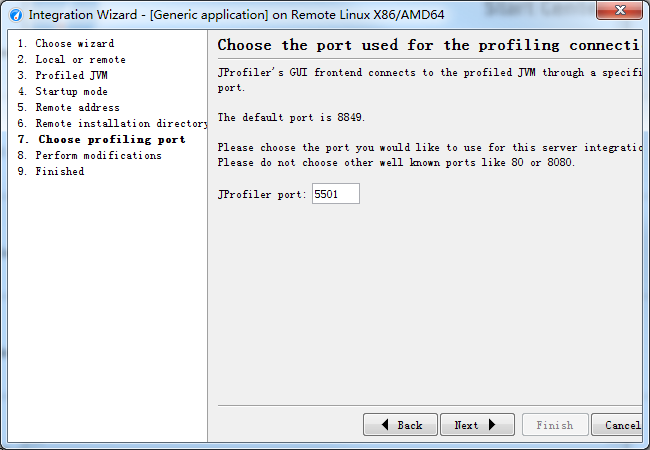 Integration Wizard - [Generic application] on Remote Linux X86/AMD64
1. Choose wizard
2. Local or remote
3. Profiled JVM
4. Startup mode
5. Remote address
6. Remote installation directory
7. Choose profiling port
8. Perform modifications
9. Finished
Choose the port used for the profiling connecti
JProfiler's GUI frontend connects to the profiled JVM through a specifi
port.
The default port is 8849.
Please choose the port you would like to use for this server integratio
Please do not choose other well known ports like 80 or 8080.
JProfiler port: 5501
Back
Next
Finish
Cancel